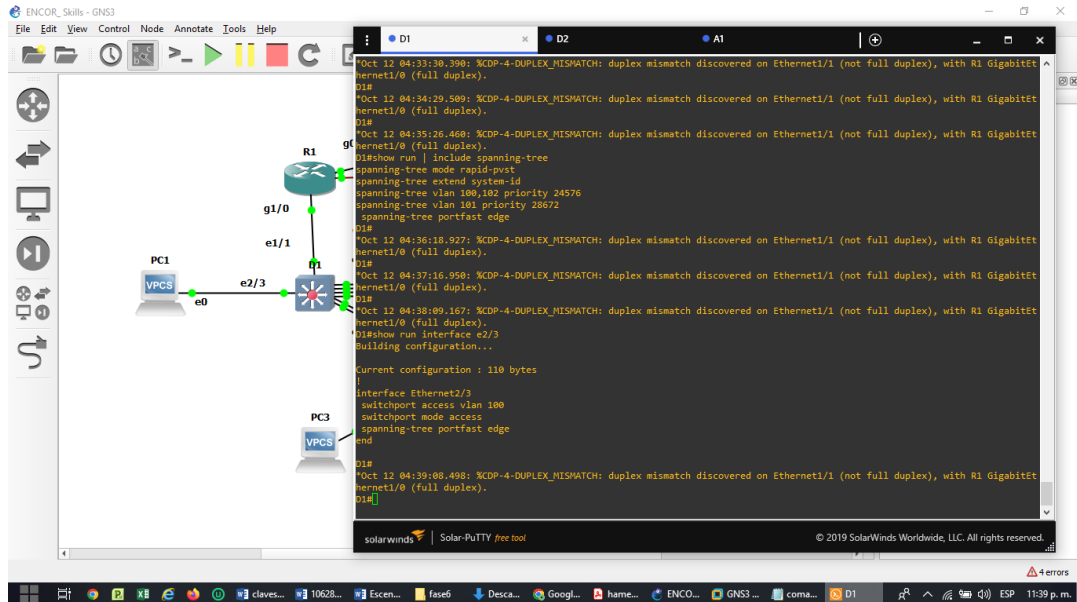 ENCOR_Skills - GNS3
File Edit View Control Node Annotate Tools Help
D1 × D2 A1
R1
g1/0
e1/1
D1
PC1
VPCS
e2/3
e0
PC3
VPCS
*Oct 12 04:33:30.390: %CDP-4-DUPLEX_MISMATCH: duplex mismatch discovered on Ethernet1/1 (not full duplex), with R1 GigabitEt
hernet1/0 (full duplex).
D1#
*Oct 12 04:34:29.509: %CDP-4-DUPLEX_MISMATCH: duplex mismatch discovered on Ethernet1/1 (not full duplex), with R1 GigabitEt
hernet1/0 (full duplex).
D1#
*Oct 12 04:35:26.460: %CDP-4-DUPLEX_MISMATCH: duplex mismatch discovered on Ethernet1/1 (not full duplex), with R1 GigabitEt
hernet1/0 (full duplex).
D1#show run | include spanning-tree
spanning-tree mode rapid-pvst
spanning-tree extend system-id
spanning-tree vlan 100,102 priority 24576
spanning-tree vlan 101 priority 28672
 spanning-tree portfast edge
D1#
*Oct 12 04:36:18.927: %CDP-4-DUPLEX_MISMATCH: duplex mismatch discovered on Ethernet1/1 (not full duplex), with R1 GigabitEt
hernet1/0 (full duplex).
D1#
*Oct 12 04:37:16.950: %CDP-4-DUPLEX_MISMATCH: duplex mismatch discovered on Ethernet1/1 (not full duplex), with R1 GigabitEt
hernet1/0 (full duplex).
D1#
*Oct 12 04:38:09.167: %CDP-4-DUPLEX_MISMATCH: duplex mismatch discovered on Ethernet1/1 (not full duplex), with R1 GigabitEt
hernet1/0 (full duplex).
D1#show run interface e2/3
Building configuration...
Current configuration : 110 bytes
!
interface Ethernet2/3
 switchport access vlan 100
 switchport mode access
 spanning-tree portfast edge
end
D1#
*Oct 12 04:39:08.498: %CDP-4-DUPLEX_MISMATCH: duplex mismatch discovered on Ethernet1/1 (not full duplex), with R1 GigabitEt
hernet1/0 (full duplex).
D1#
solarwinds | Solar-PuTTY free tool © 2019 SolarWinds Worldwide, LLC. All rights reserved.
4 errors
claves... 10628... Escen... fase6 Desca... Googl... hame... ENCO... GNS3 ... coma... D1 ESP 11:39 p. m.